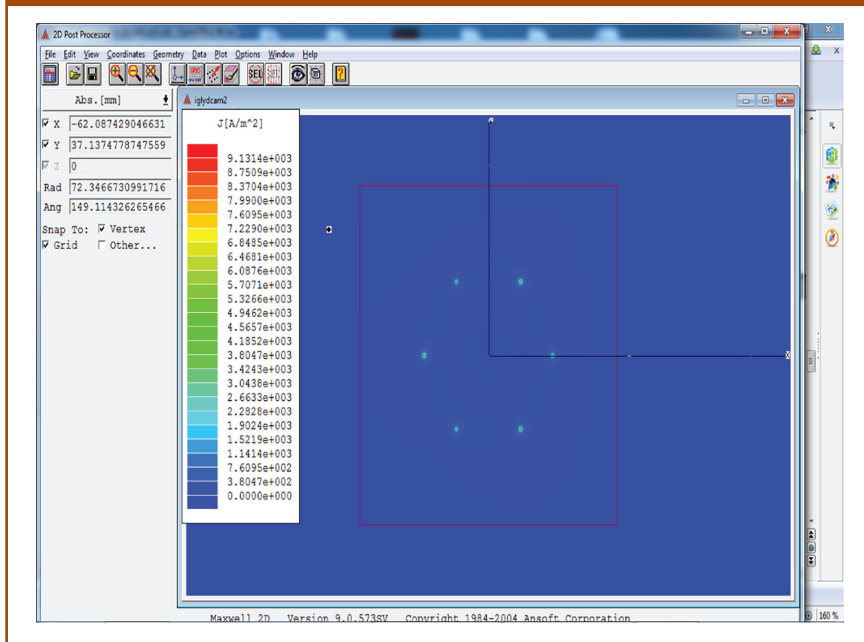 2D Post Processor
File Edit View Coordinates Geometry Data Plot Options Window Help
SEL
Abs. [mm]
iglydcam2
X -62.087429046631
Y 37.1374778747559
Z 0
Rad 72.3466730991716
Ang 149.114326265466
Snap To: Vertex
Grid Other...
J[A/m^2]
9.1314e+003
8.7509e+003
8.3704e+003
7.9900e+003
7.6095e+003
7.2290e+003
6.8485e+003
6.4681e+003
6.0876e+003
5.7071e+003
5.3266e+003
4.9462e+003
4.5657e+003
4.1852e+003
3.8047e+003
3.4243e+003
3.0438e+003
2.6633e+003
2.2828e+003
1.9024e+003
1.5219e+003
1.1414e+003
7.6095e+002
3.8047e+002
0.0000e+000
X
Maxwell 2D Version 9.0.573SV Copyright 1984-2004 Ansoft Corporation
160 %